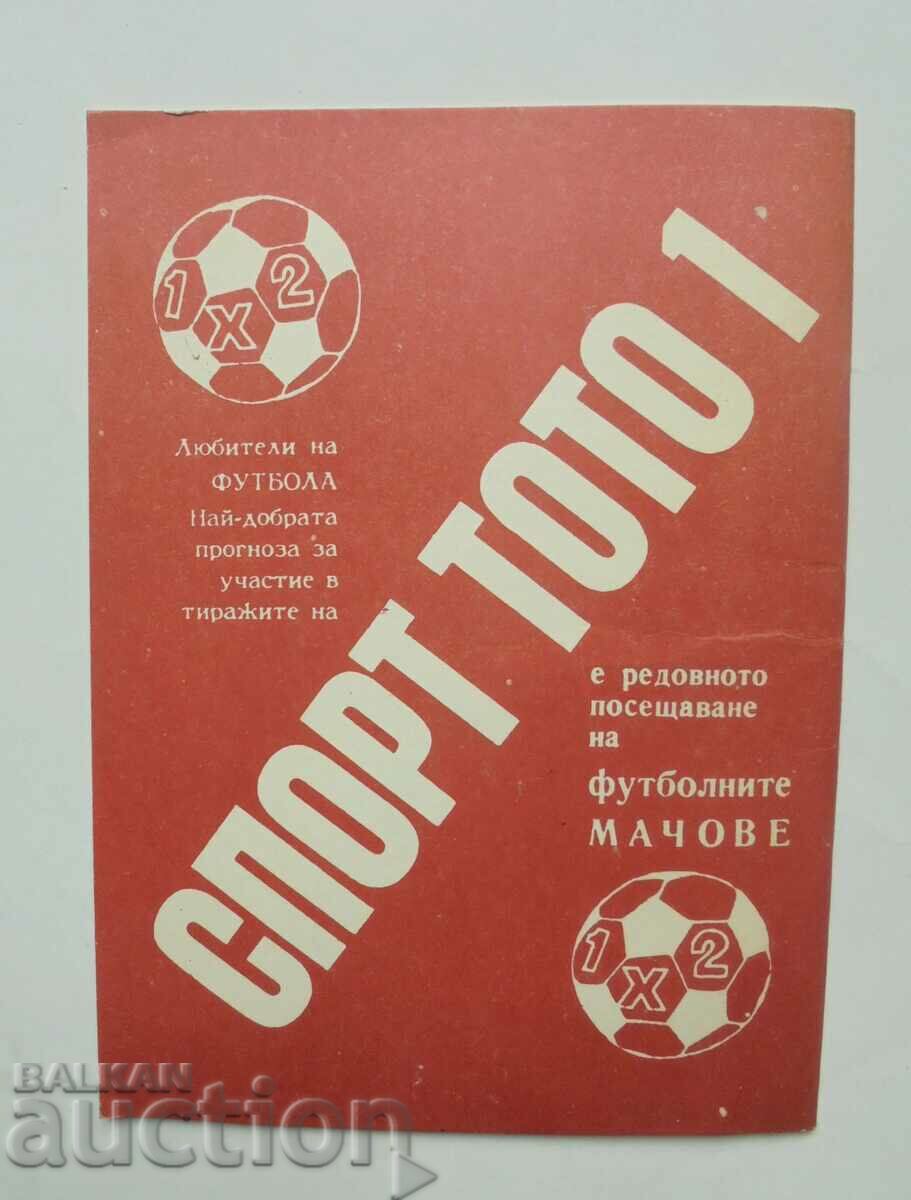 1 X 2
Любители на
ФУТБОЛА
Най-добрата
прогноза за
участие в
тиражите на
СПОРТ ТОТО 1
е редовното
посещаване
на
футболните
МАЧОВЕ
1 X 2
BALKAN
auction